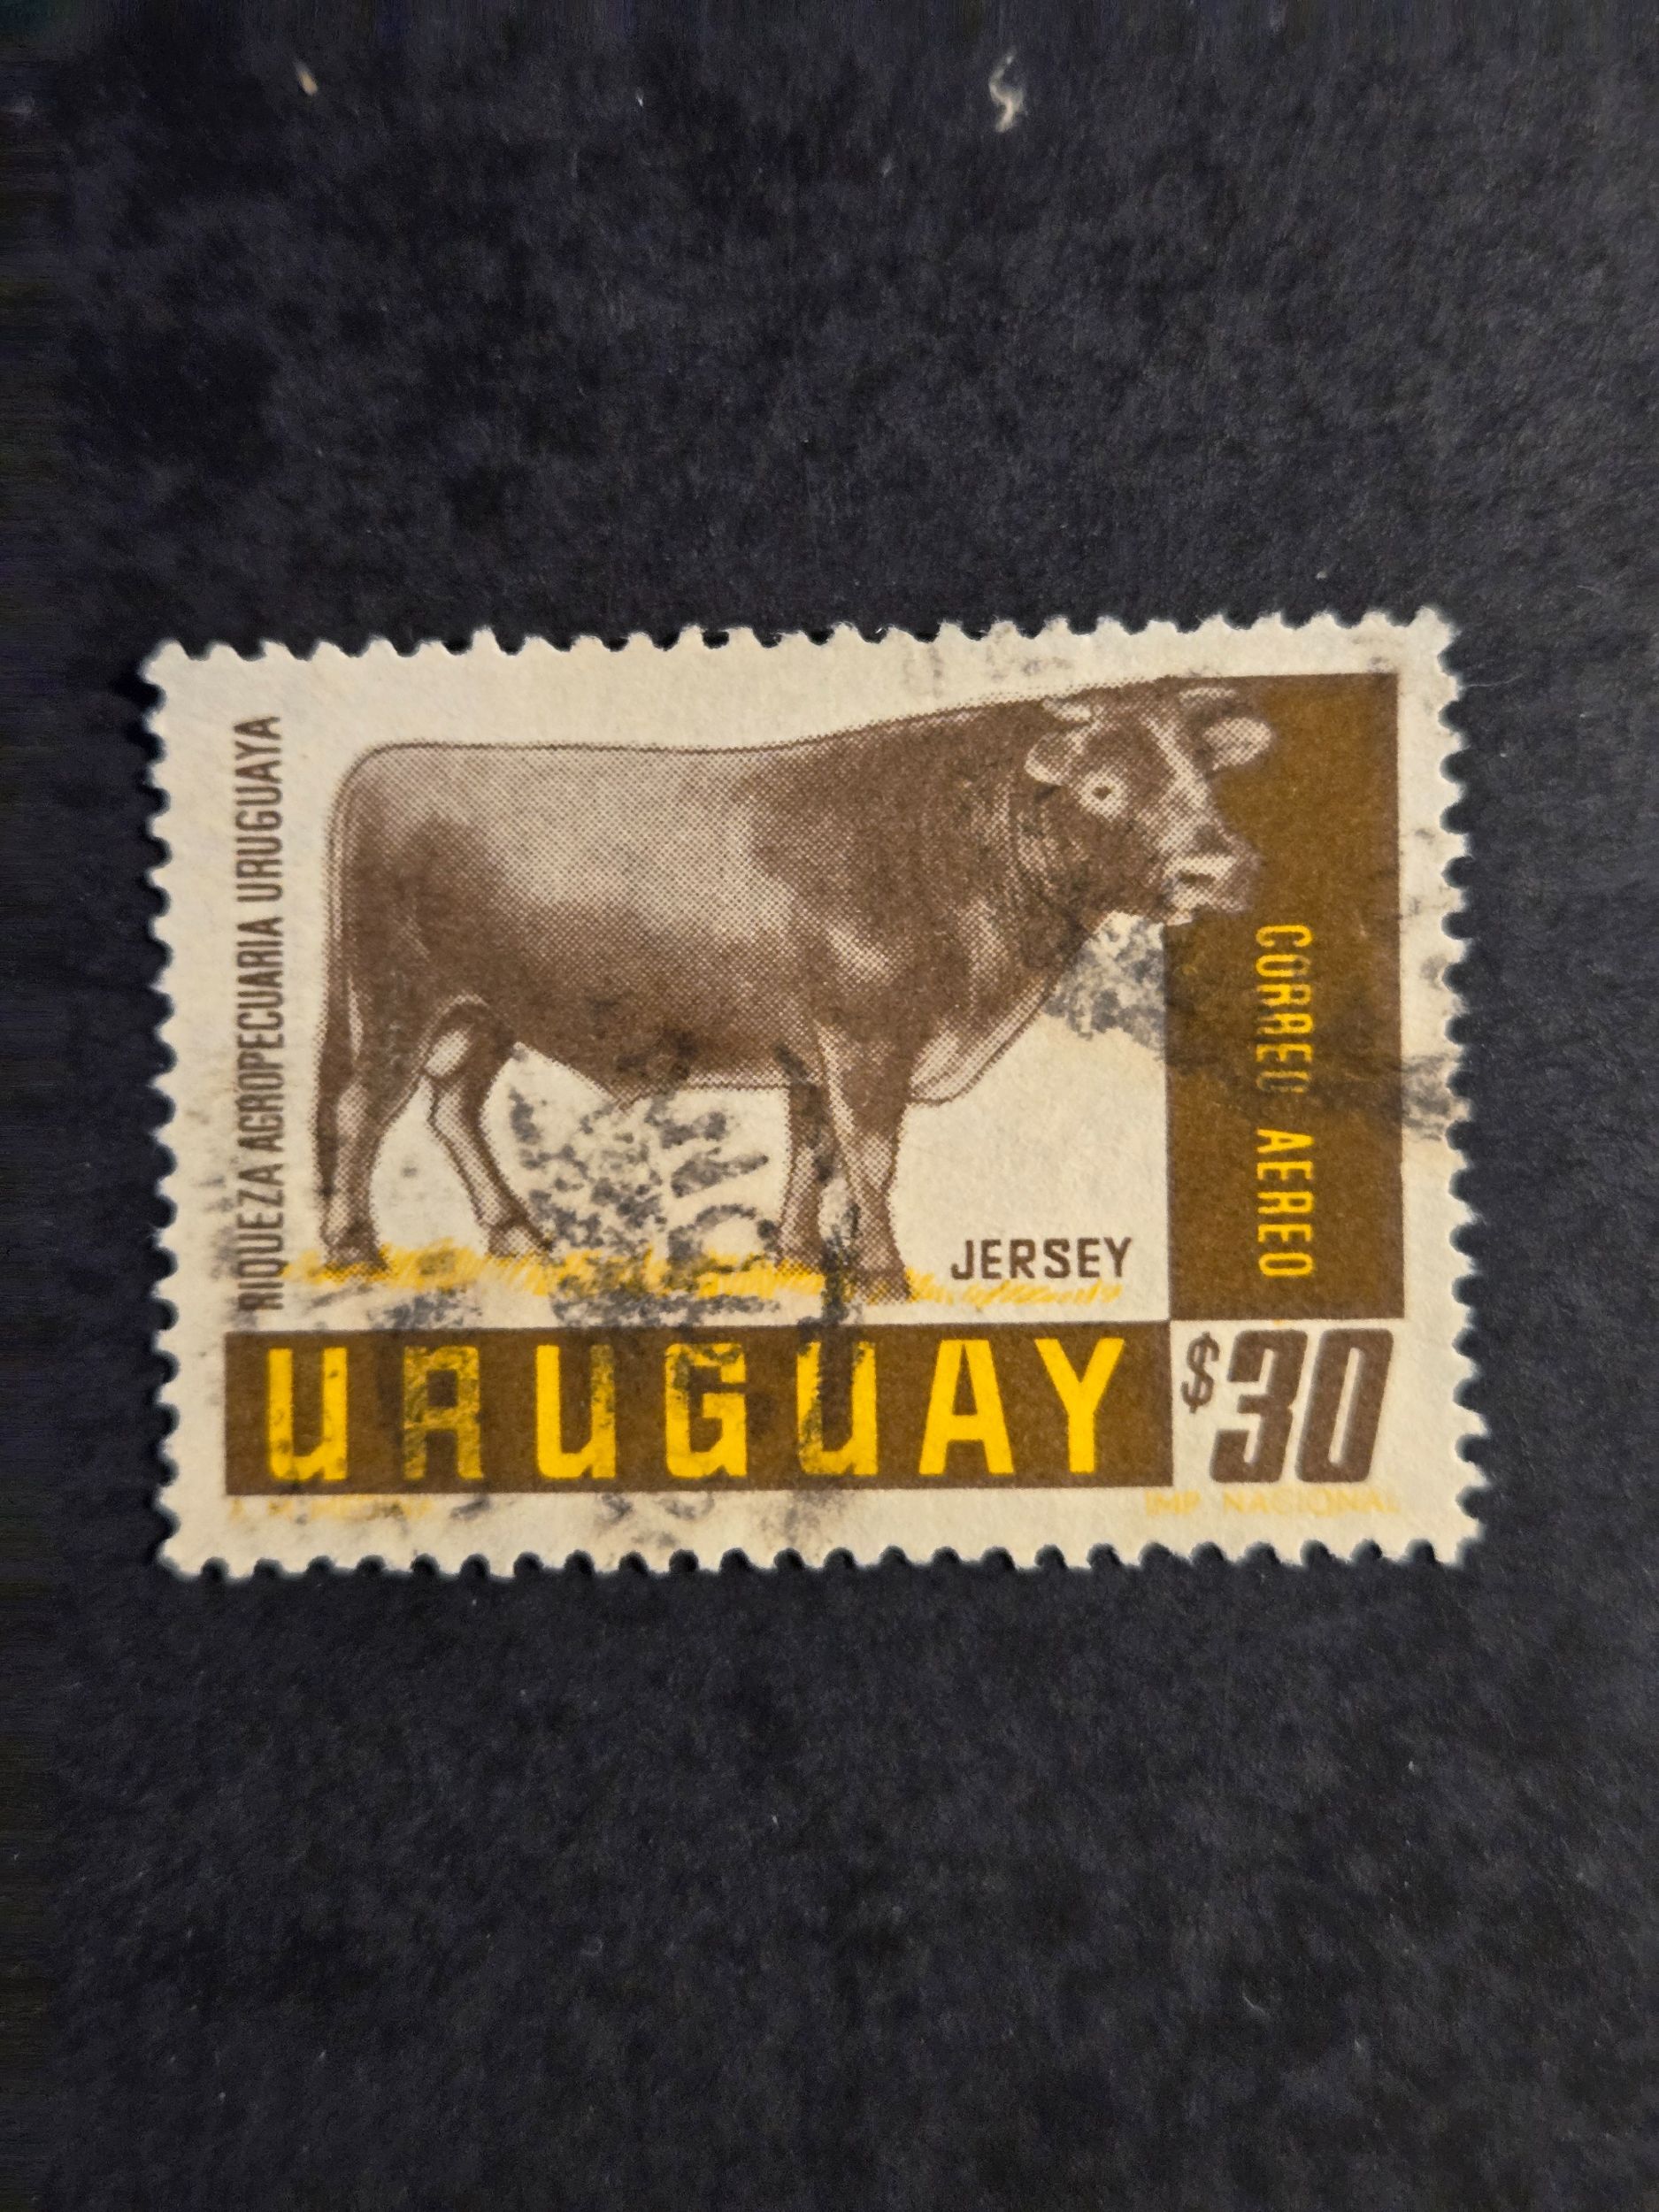 RIQUEZA AGROPECUARIA URUGUAYA
CORREO AEREO
JERSEY
URUGUAY
$30
IMP. NACIONAL